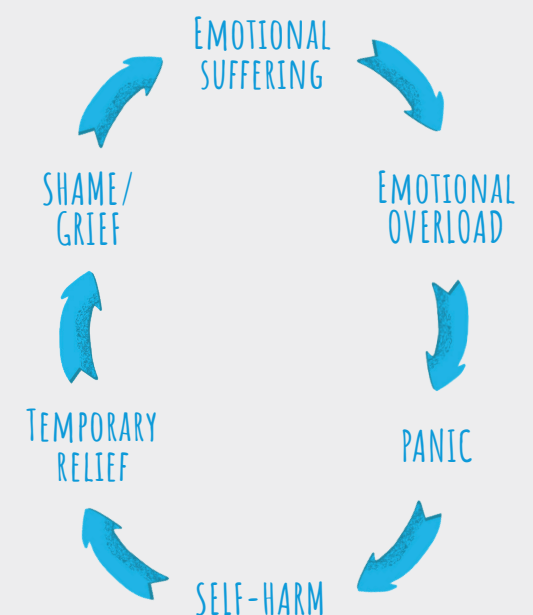 EMOTIONAL
SUFFERING
EMOTIONAL
OVERLOAD
PANIC
SELF-HARM
TEMPORARY
RELIEF
SHAME/
GRIEF